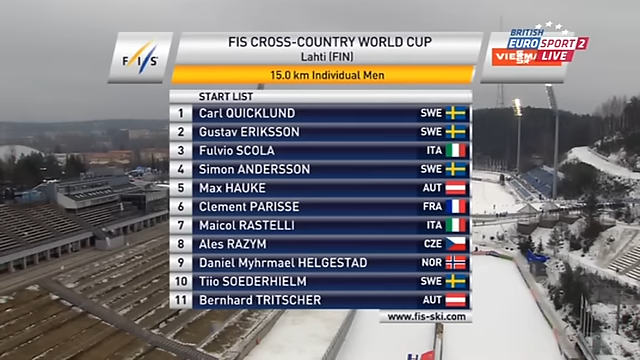 FIS
FIS CROSS-COUNTRY WORLD CUP
Lahti (FIN)
15.0 km Individual Men
BRITISH
EUROSPORT 2
LIVE
START LIST
1 Carl QUICKLUND SWE
2 Gustav ERIKSSON SWE
3 Fulvio SCOLA ITA
4 Simon ANDERSSON SWE
5 Max HAUKE AUT
6 Clement PARISSE FRA
7 Maicol RASTELLI ITA
8 Ales RAZYM CZE
9 Daniel Myhrmael HELGESTAD NOR
10 Tiio SOEDERHIELM SWE
11 Bernhard TRITSCHER AUT
www.fis-ski.com